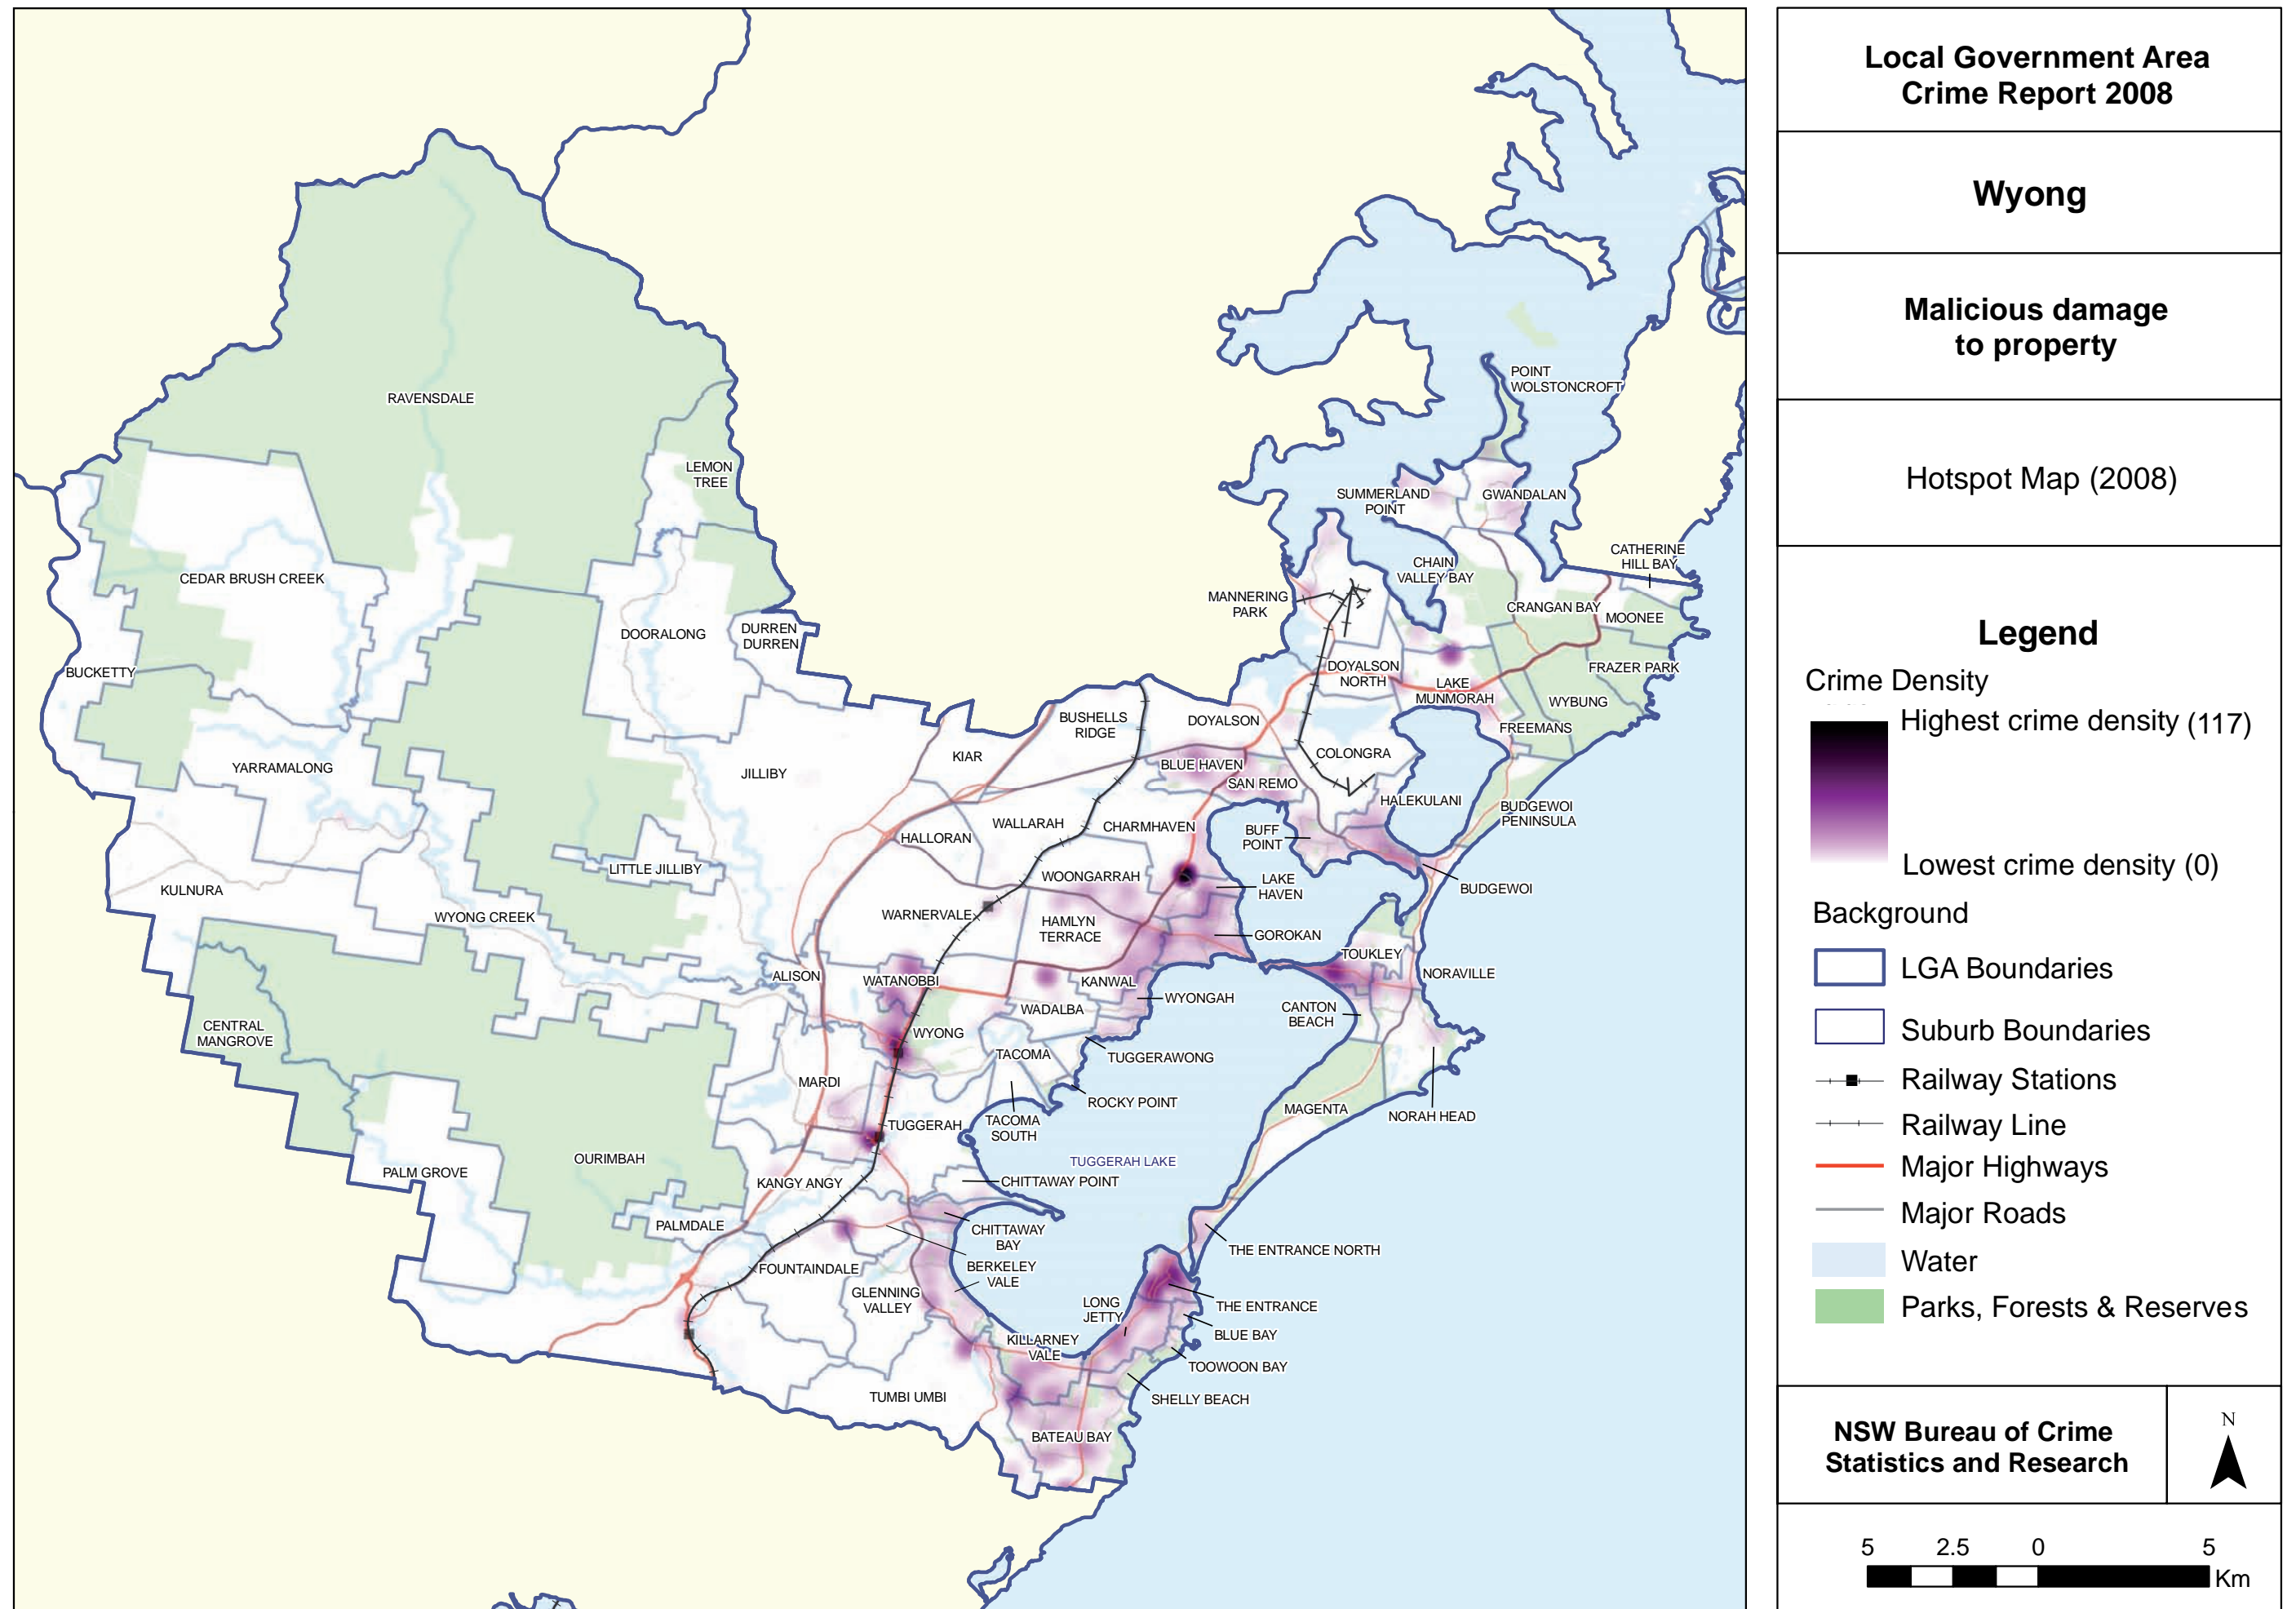 Local Government Area
Crime Report 2008
Wyong
Malicious damage
to property
Hotspot Map (2008)
Legend
Crime Density
Highest crime density (117)
Lowest crime density (0)
Background
LGA Boundaries
Suburb Boundaries
Railway Stations
Railway Line
Major Highways
Major Roads
Water
Parks, Forests & Reserves
NSW Bureau of Crime
Statistics and Research
N
5 2.5 0 5
Km
POINT
WOLSTONCROFT
RAVENSDALE
LEMON
TREE
SUMMERLAND
POINT
GWANDALAN
CATHERINE
HILL BAY
CHAIN
VALLEY BAY
CEDAR BRUSH CREEK
MANNERING
PARK
CRANGAN BAY
MOONEE
DOORALONG
DURREN
DURREN
BUCKETTY
DOYALSON
NORTH
FRAZER PARK
LAKE
MUNMORAH
WYBUNG
BUSHELLS
RIDGE
DOYALSON
FREEMANS
KIAR
COLONGRA
YARRAMALONG
JILLIBY
BLUE HAVEN
SAN REMO
HALEKULANI
BUDGEWOI
PENINSULA
WALLARAH
CHARMHAVEN
HALLORAN
BUFF
POINT
LITTLE JILLIBY
WOONGARRAH
LAKE
HAVEN
BUDGEWOI
KULNURA
WYONG CREEK
WARNERVALE
HAMLYN
TERRACE
GOROKAN
TOUKLEY
ALISON
WATANOBBI
KANWAL
NORAVILLE
WYONGAH
WADALBA
CANTON
BEACH
CENTRAL
MANGROVE
WYONG
TACOMA
TUGGERAWONG
MARDI
ROCKY POINT
MAGENTA
NORAH HEAD
TUGGERAH
TACOMA
SOUTH
OURIMBAH
TUGGERAH LAKE
PALM GROVE
KANGY ANGY
CHITTAWAY POINT
PALMDALE
CHITTAWAY
BAY
THE ENTRANCE NORTH
FOUNTAINDALE
BERKELEY
VALE
GLENNING
VALLEY
LONG
JETTY
THE ENTRANCE
BLUE BAY
KILLARNEY
VALE
TOOWOON BAY
TUMBI UMBI
SHELLY BEACH
BATEAU BAY